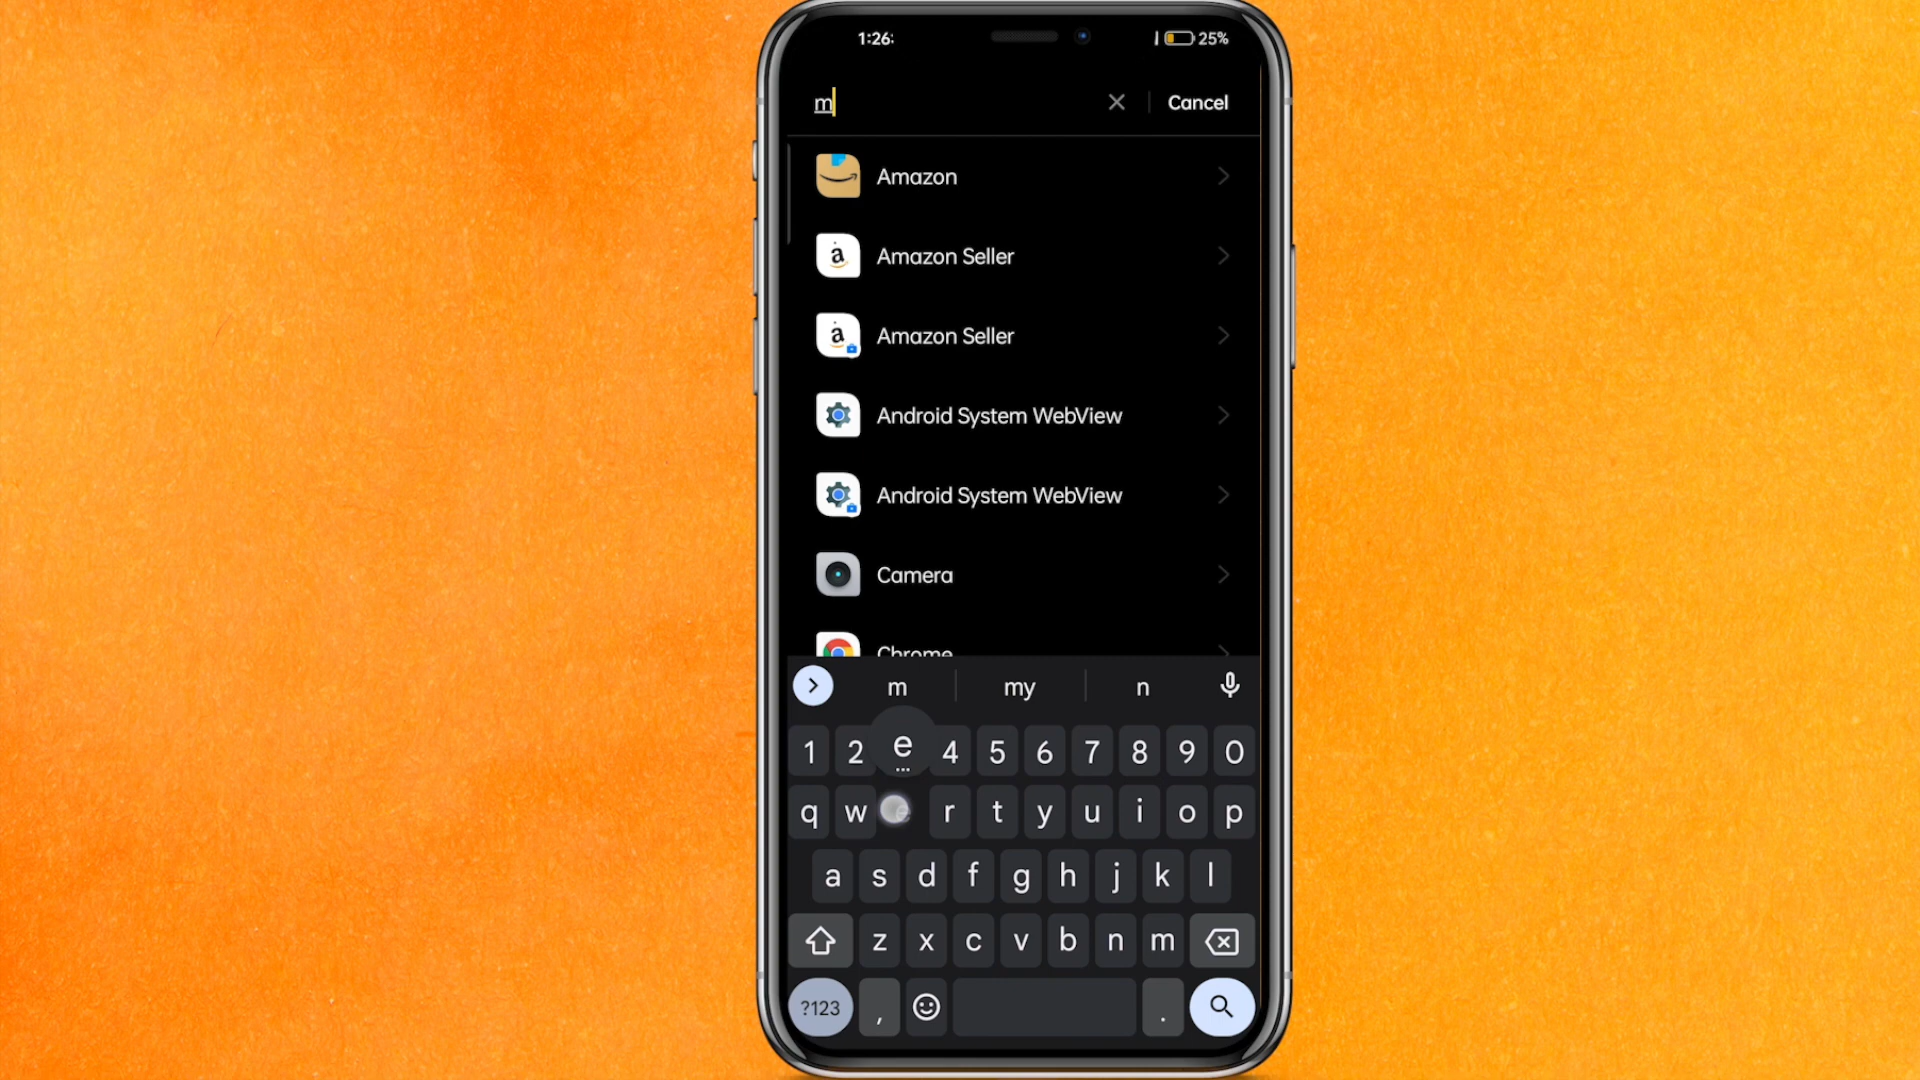 1:26:
25%
m
Cancel
Amazon
a
Amazon Seller
a
Amazon Seller
Android System WebView
Android System WebView
Camera
Chrome
m my n
1 2 e 4 5 6 7 8 9 0
q w e r t y u i o p
a s d f g h j k l
z x c v b n m
?123 , .